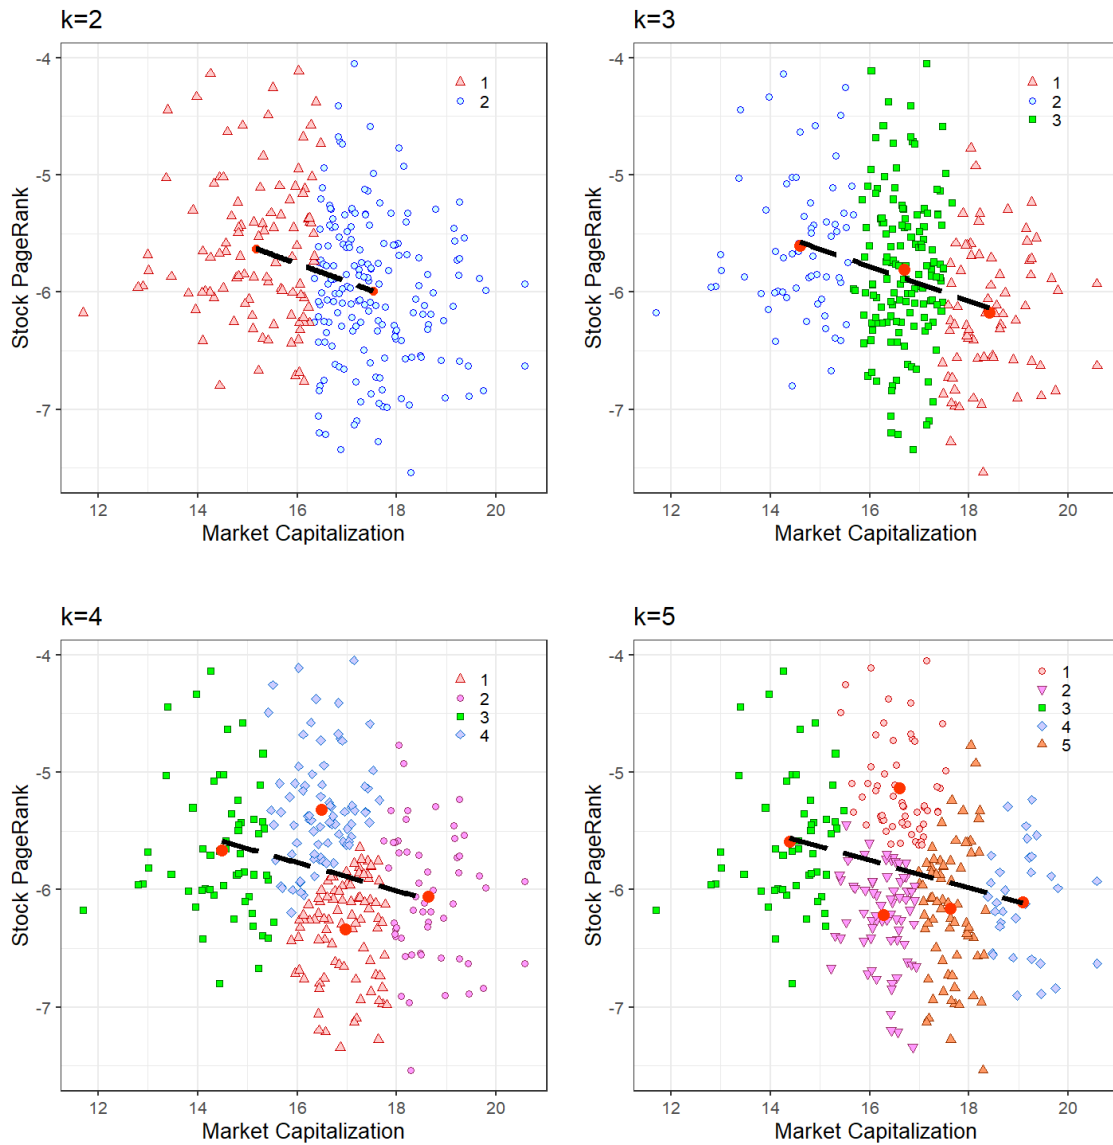 k=2
-4
-5
-6
-7
Stock PageRank
1
2
12 14 16 18 20
Market Capitalization
k=3
-4
-5
-6
-7
Stock PageRank
1
2
3
12 14 16 18 20
Market Capitalization
k=4
-4
-5
-6
-7
Stock PageRank
1
2
3
4
12 14 16 18 20
Market Capitalization
k=5
-4
-5
-6
-7
Stock PageRank
1
2
3
4
5
12 14 16 18 20
Market Capitalization